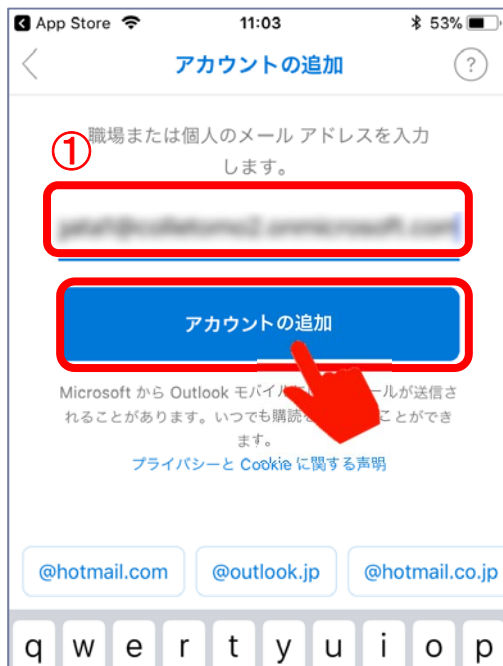 App Store 11:03 53%
アカウントの追加 ?
①
職場または個人のメール アドレスを入力
します。
アカウントの追加
Microsoft から Outlook モバイル ールが送信さ
れることがあります。いつでも購読 ことができ
ます。
プライバシーと Cookie に関する声明
@hotmail.com @outlook.jp @hotmail.co.jp
q w e r t y u i o p